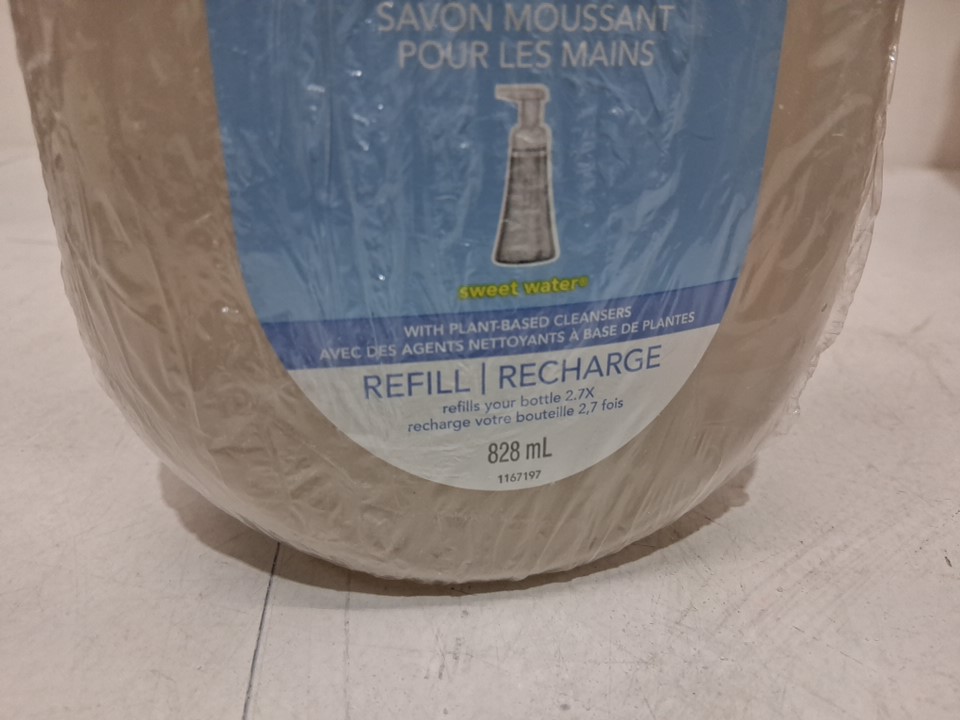 SAVON MOUSSANT
POUR LES MAINS
sweet water®
WITH PLANT-BASED CLEANSERS
AVEC DES AGENTS NETTOYANTS À BASE DE PLANTES
REFILL | RECHARGE
refills your bottle 2.7X
recharge votre bouteille 2,7 fois
828 mL
1167197